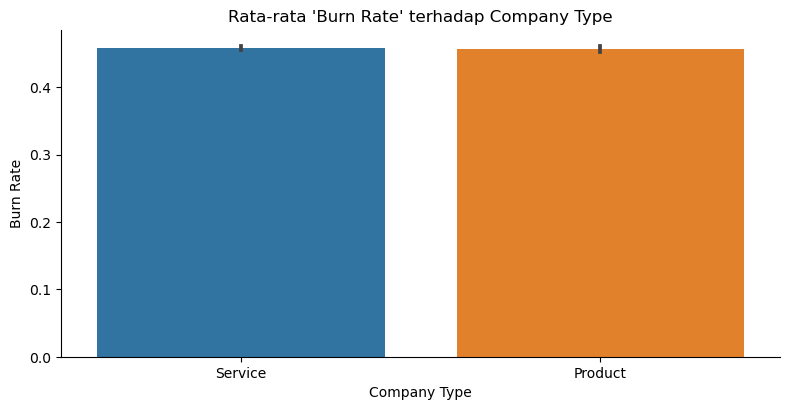 Rata-rata 'Burn Rate' terhadap Company Type
Burn Rate
0.4
0.3
0.2
0.1
0.0
Service
Product
Company Type